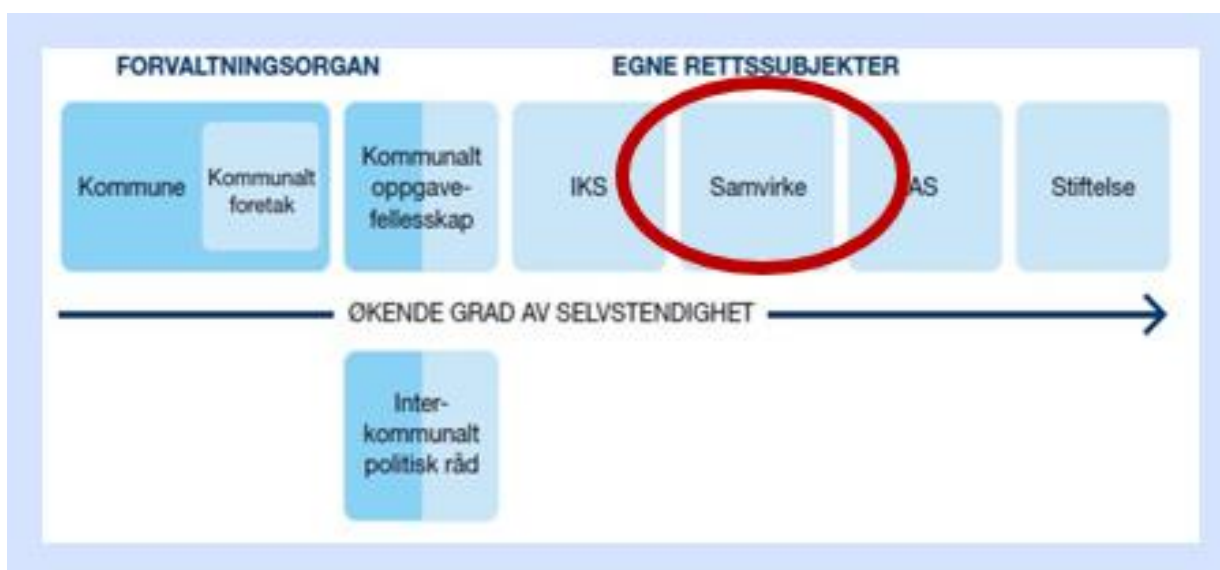 FORVALTNINGSORGAN
EGNE RETTSSUBJEKTER
Kommune
Kommunalt
foretak
Kommunalt
oppgave-
fellesskap
IKS
Samvirke
AS
Stiftelse
ØKENDE GRAD AV SELVSTENDIGHET
Inter-
kommunalt
politisk råd